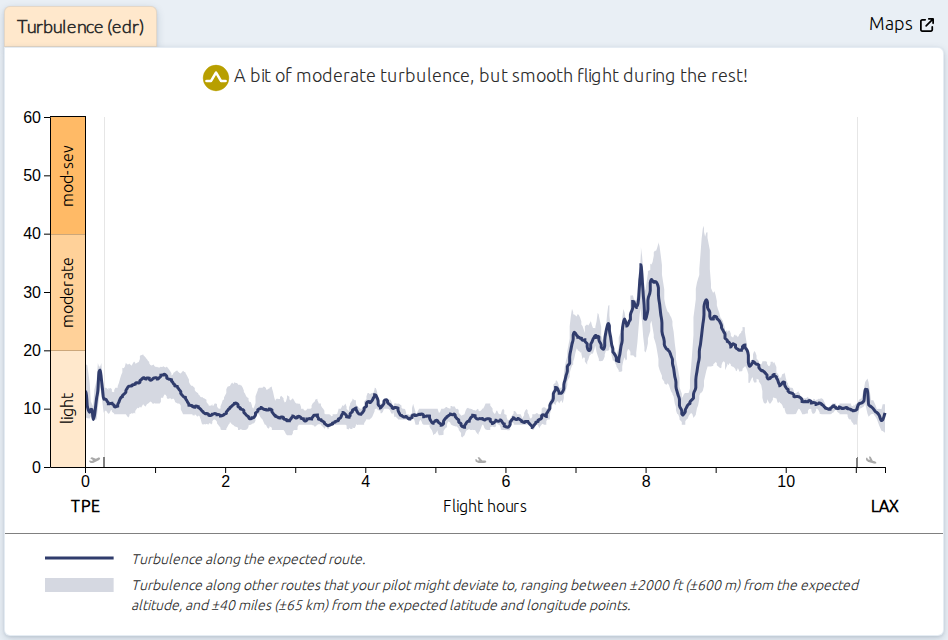 Turbulence (edr)
Maps
A bit of moderate turbulence, but smooth flight during the rest!
60
50
40
30
20
10
0
mod-sev
moderate
light
0
2
4
6
8
10
TPE
Flight hours
LAX
Turbulence along the expected route.
Turbulence along other routes that your pilot might deviate to, ranging between ±2000 ft (±600 m) from the expected
altitude, and ±40 miles (±65 km) from the expected latitude and longitude points.